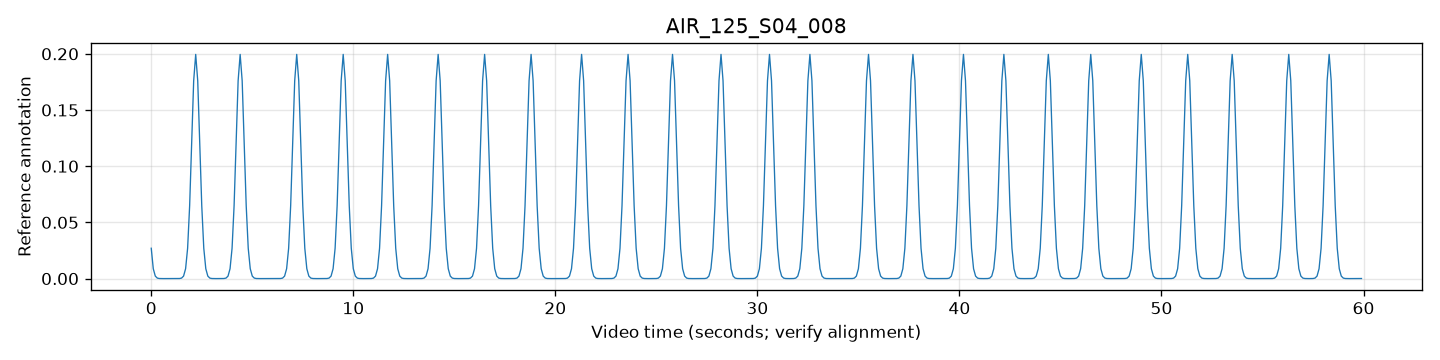 AIR_125_S04_008
Reference annotation
0.20
0.15
0.10
0.05
0.00
0 10 20 30 40 50 60
Video time (seconds; verify alignment)